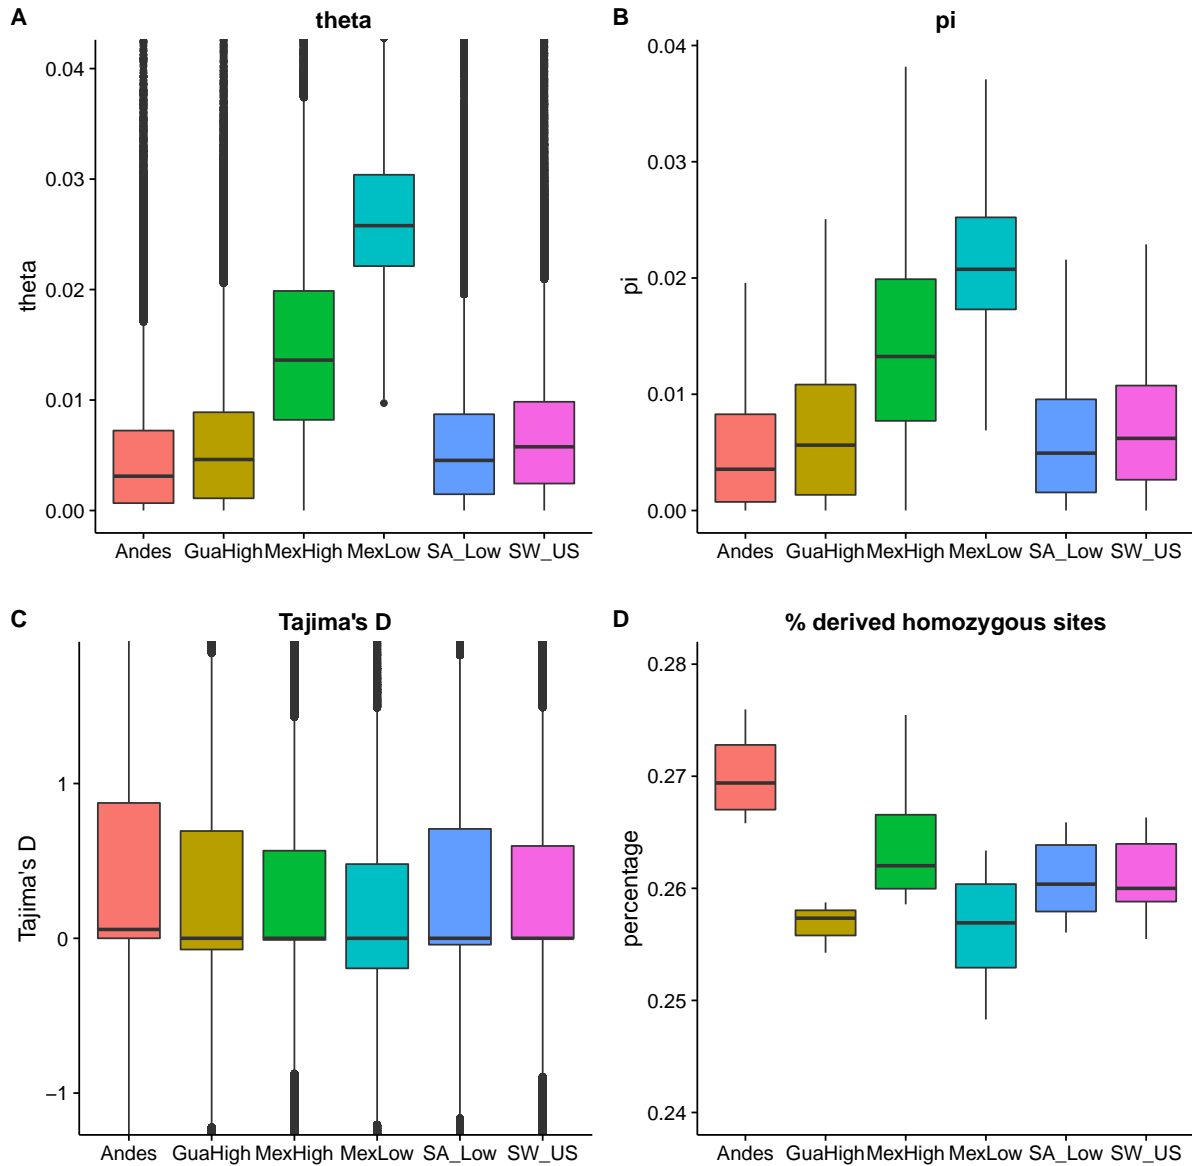 A
theta
theta
0.04
0.03
0.02
0.01
0.00
Andes GuaHigh MexHigh MexLow SA_Low SW_US
B
pi
pi
0.04
0.03
0.02
0.01
0.00
Andes GuaHigh MexHigh MexLow SA_Low SW_US
C
Tajima's D
Tajima's D
1
0
−1
Andes GuaHigh MexHigh MexLow SA_Low SW_US
D
% derived homozygous sites
percentage
0.28
0.27
0.26
0.25
0.24
Andes GuaHigh MexHigh MexLow SA_Low SW_US